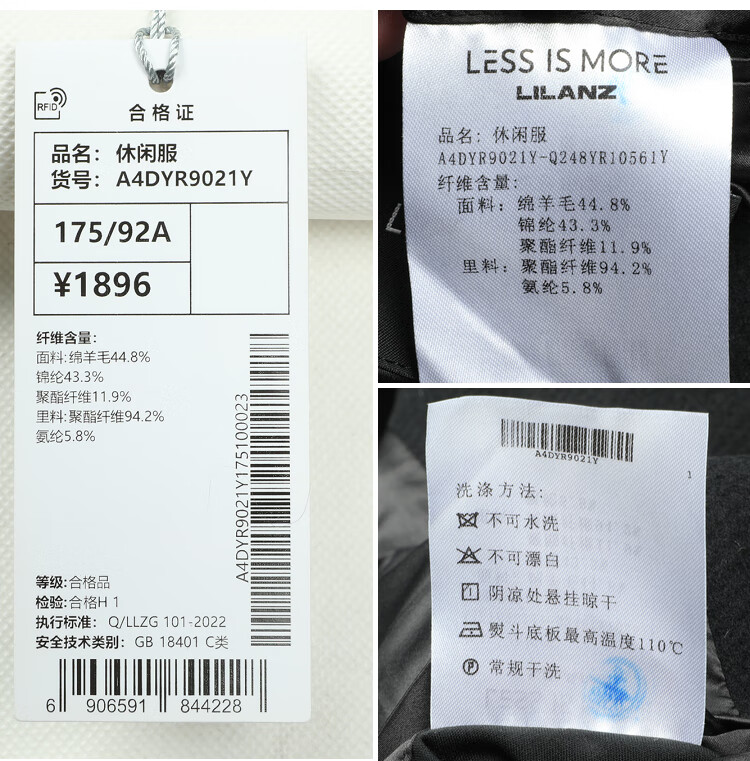 RFID
合格证
品名: 休闲服
货号: A4DYR9021Y
175/92A
¥1896
纤维含量:
面料:绵羊毛44.8%
锦纶43.3%
聚酯纤维11.9%
里料:聚酯纤维94.2%
氨纶5.8%
A4DYR9021Y175100023
等级:合格品
检验:合格H 1
执行标准: Q/LLZG 101-2022
安全技术类别: GB 18401 C类
6 906591 844228
LESS IS MORE
LILANZ
品名: 休闲服
A4DYR9021Y-Q248YR10561Y
纤维含量:
面料: 绵羊毛44.8%
锦纶43.3%
聚酯纤维11.9%
里料: 聚酯纤维94.2%
氨纶5.8%
A4DYR9021Y
1
洗涤方法:
不可水洗
不可漂白
阴凉处悬挂晾干
熨斗底板最高温度110℃
P 常规干洗